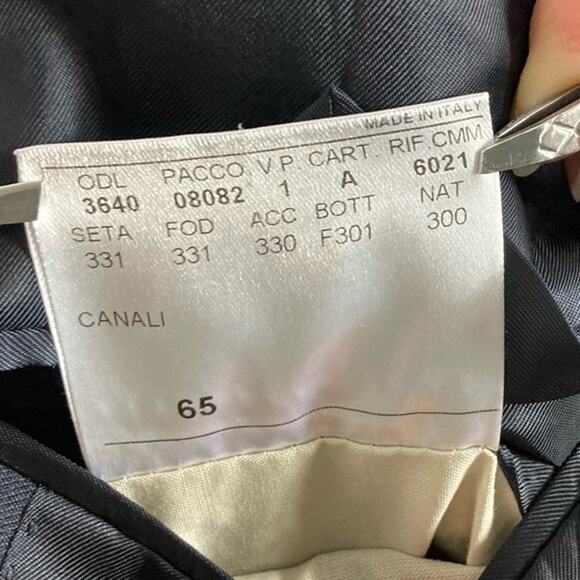 MADE IN ITALY
ODL PACCO V.P. CART. RIF.CMM
3640 08082 1 A 6021
SETA FOD ACC BOTT NAT
331 331 330 F301 300
CANALI
65